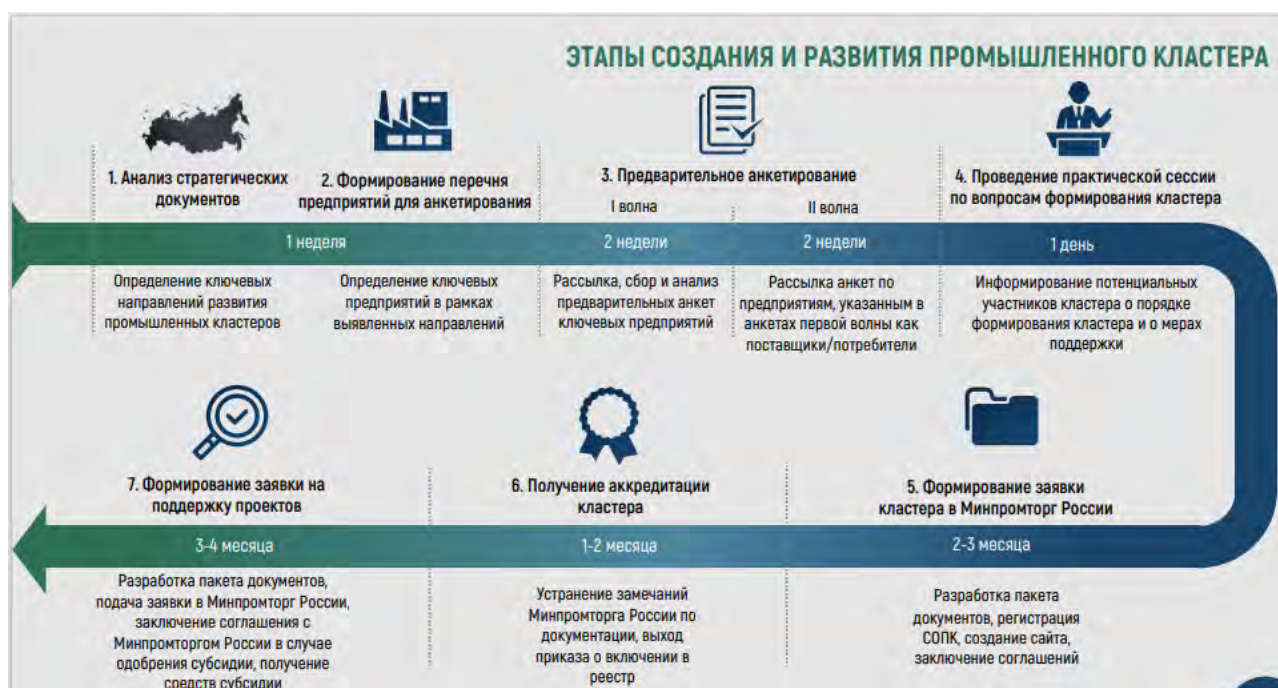 ЭТАПЫ СОЗДАНИЯ И РАЗВИТИЯ ПРОМЫШЛЕННОГО КЛАСТЕРА
1. Анализ стратегических
документов
2. Формирование перечня
предприятий для анкетирования
3. Предварительное анкетирование
I волна
II волна
4. Проведение практической сессии
по вопросам формирования кластера
1 неделя
2 недели
2 недели
1 день
Определение ключевых
направлений развития
промышленных кластеров
Определение ключевых
предприятий в рамках
выявленных направлений
Рассылка, сбор и анализ
предварительных анкет
ключевых предприятий
Рассылка анкет по
предприятиям, указанным в
анкетах первой волны как
поставщики/потребители
Информирование потенциальных
участников кластера о порядке
формирования кластера и о мерах
поддержки
7. Формирование заявки на
поддержку проектов
6. Получение аккредитации
кластера
5. Формирование заявки
кластера в Минпромторг России
3-4 месяца
1-2 месяца
2-3 месяца
Разработка пакета документов,
подача заявки в Минпромторг России,
заключение соглашения с
Минпромторгом России в случае
одобрения субсидии, получение
средств субсидии
Устранение замечаний
Минпромторга России по
документации, выход
приказа о включении в
реестр
Разработка пакета
документов, регистрация
СОПК, создание сайта,
заключение соглашений